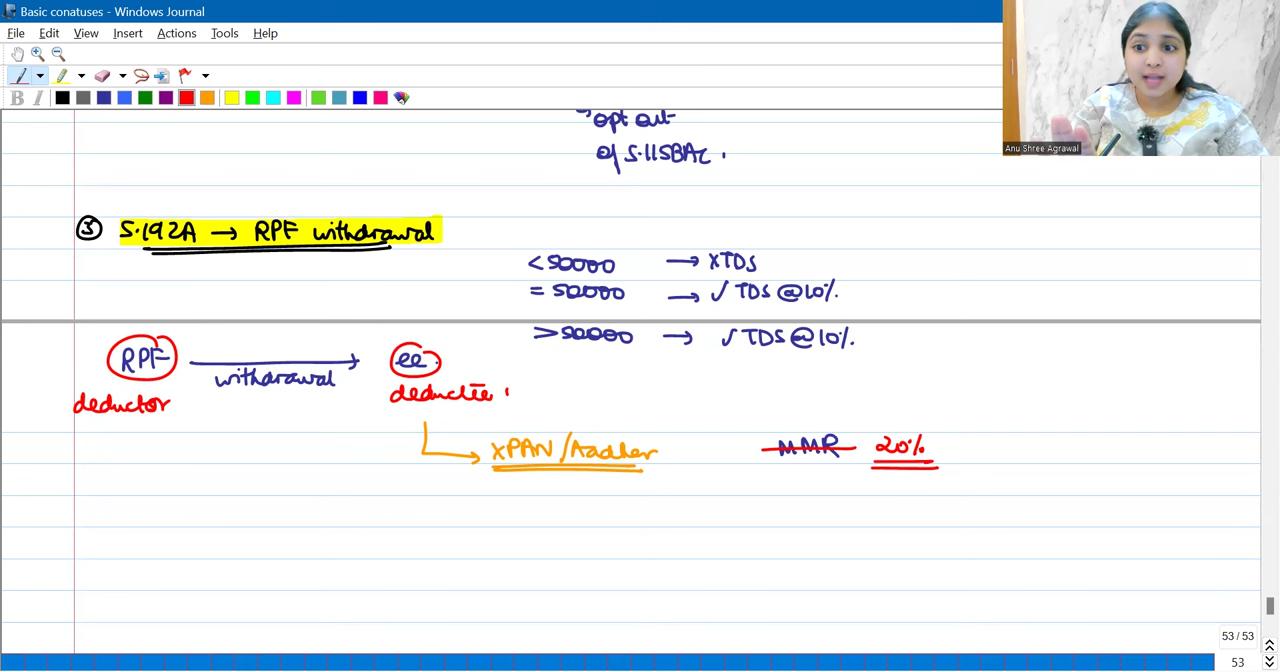 Basic conatuses - Windows Journal
File Edit View Insert Actions Tools Help
B I
Anu Shree Agrawal
opt out
of S.115BAC.
③ S.192A → RPF withdrawal
<50000 → xTDS
= 50000 → ✓ TDS @10%.
>50000 → ✓ TDS @10%.
RPF → ee
withdrawal
deductor deductee
xPAN / Aadhar MMR 20%
53 / 53
53